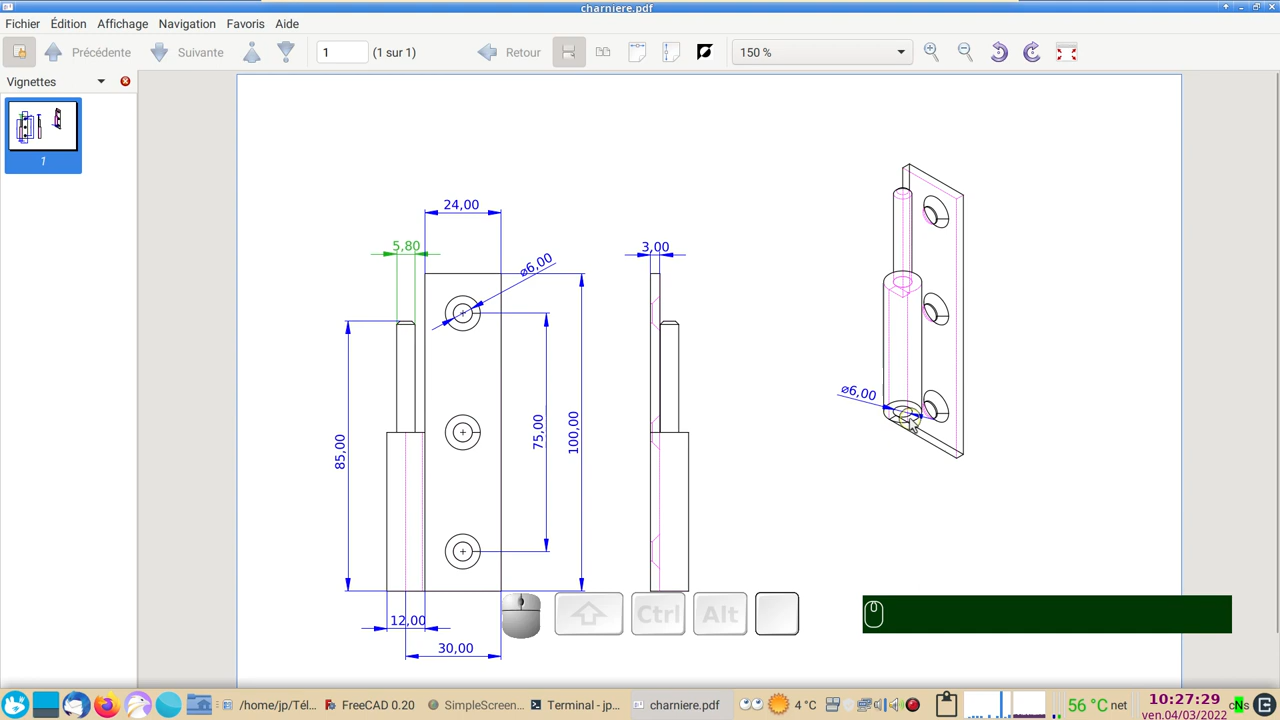 charniere.pdf
Fichier Édition Affichage Navigation Favoris Aide
Précédente Suivante 1 (1 sur 1) Retour 150 %
Vignettes
1
24,00
5,80
3,00
⌀6,00
⌀6,00
85,00
75,00
100,00
12,00
30,00
Ctrl Alt
/home/jp/Tél... FreeCAD 0.20 SimpleScreen... Terminal - jp... charniere.pdf 4 °C 56 °C net 10:27:29
ven.04/03/2022
cNs